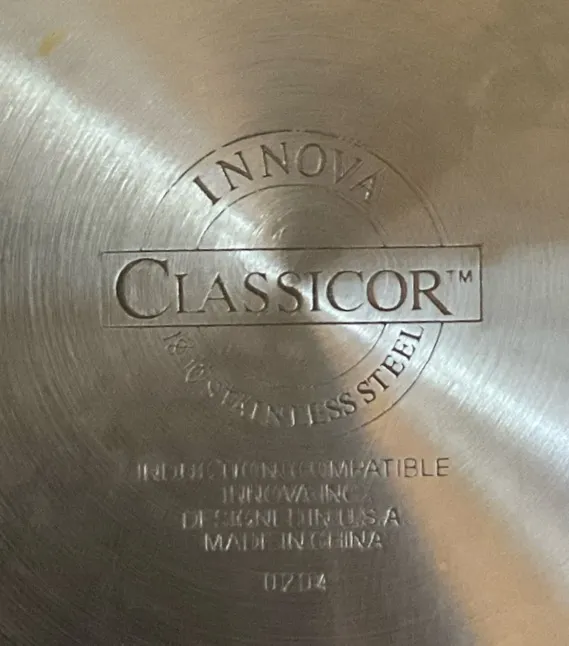 INNOVA
CLASSICOR™
18/10 STAINLESS STEEL
INDUCTION COMPATIBLE
INNOVA INC.
DESIGNED IN U.S.A.
MADE IN CHINA
0204